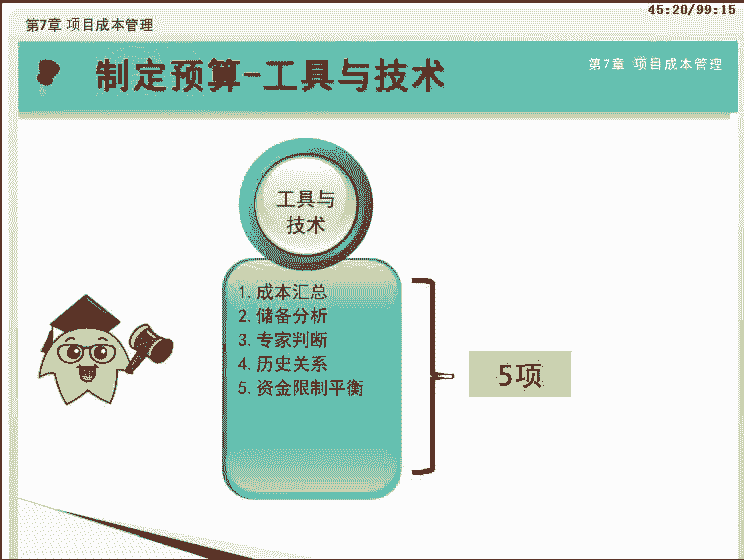 45:20/99:15
第7章 项目成本管理
制定预算-工具与技术
第7章 项目成本管理
工具与
技术
1.成本汇总
2.储备分析
3.专家判断
4.历史关系
5.资金限制平衡
5项